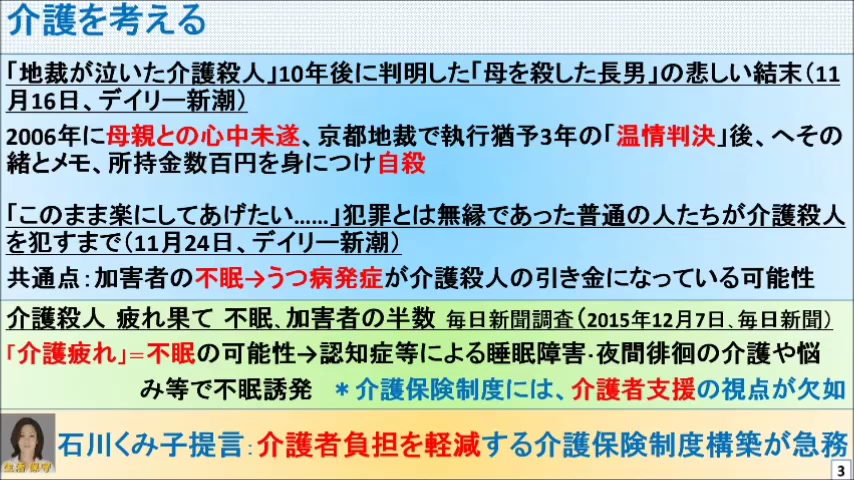 介護を考える
「地裁が泣いた介護殺人」10年後に判明した「母を殺した長男」の悲しい結末（11
月16日、デイリー新潮）
2006年に母親との心中未遂、京都地裁で執行猶予3年の「温情判決」後、へその
緒とメモ、所持金数百円を身につけ自殺
「このまま楽にしてあげたい……」犯罪とは無縁であった普通の人たちが介護殺人
を犯すまで（11月24日、デイリー新潮）
共通点：加害者の不眠→うつ病発症が介護殺人の引き金になっている可能性
介護殺人 疲れ果て 不眠、加害者の半数 毎日新聞調査（2015年12月7日、毎日新聞）
「介護疲れ」＝不眠の可能性→認知症等による睡眠障害･夜間徘徊の介護や悩
み等で不眠誘発 ＊介護保険制度には、介護者支援の視点が欠如
石川くみ子提言：介護者負担を軽減する介護保険制度構築が急務
生活 保守
3